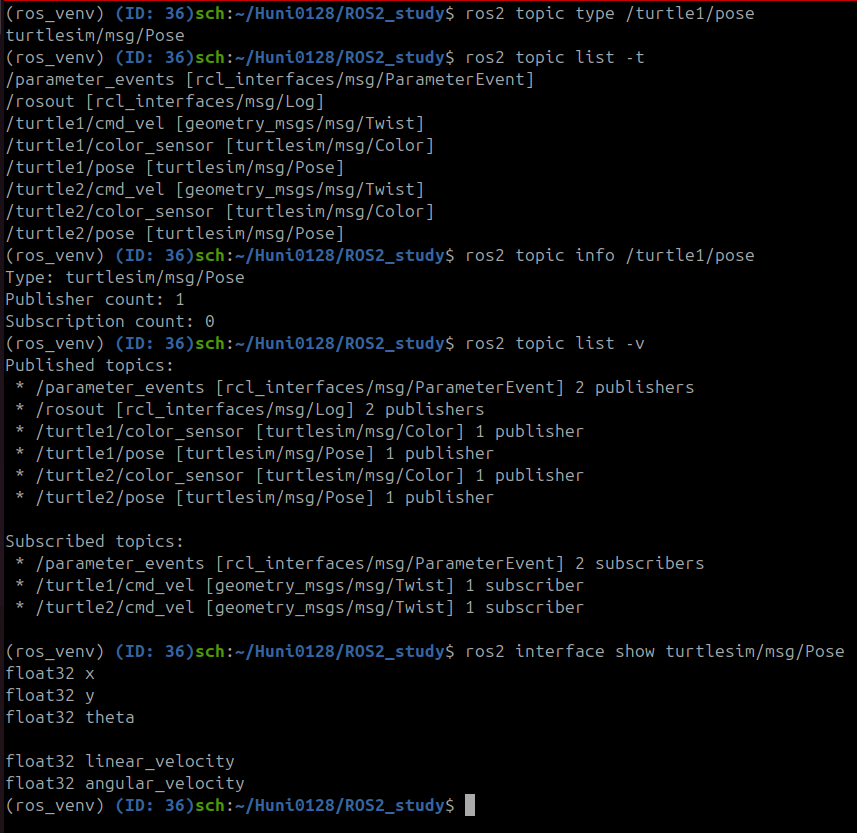 (ros_venv) (ID: 36)sch:~/Huni0128/ROS2_study$ ros2 topic type /turtle1/pose
turtlesim/msg/Pose
(ros_venv) (ID: 36)sch:~/Huni0128/ROS2_study$ ros2 topic list -t
/parameter_events [rcl_interfaces/msg/ParameterEvent]
/rosout [rcl_interfaces/msg/Log]
/turtle1/cmd_vel [geometry_msgs/msg/Twist]
/turtle1/color_sensor [turtlesim/msg/Color]
/turtle1/pose [turtlesim/msg/Pose]
/turtle2/cmd_vel [geometry_msgs/msg/Twist]
/turtle2/color_sensor [turtlesim/msg/Color]
/turtle2/pose [turtlesim/msg/Pose]
(ros_venv) (ID: 36)sch:~/Huni0128/ROS2_study$ ros2 topic info /turtle1/pose
Type: turtlesim/msg/Pose
Publisher count: 1
Subscription count: 0
(ros_venv) (ID: 36)sch:~/Huni0128/ROS2_study$ ros2 topic list -v
Published topics:
 * /parameter_events [rcl_interfaces/msg/ParameterEvent] 2 publishers
 * /rosout [rcl_interfaces/msg/Log] 2 publishers
 * /turtle1/color_sensor [turtlesim/msg/Color] 1 publisher
 * /turtle1/pose [turtlesim/msg/Pose] 1 publisher
 * /turtle2/color_sensor [turtlesim/msg/Color] 1 publisher
 * /turtle2/pose [turtlesim/msg/Pose] 1 publisher

Subscribed topics:
 * /parameter_events [rcl_interfaces/msg/ParameterEvent] 2 subscribers
 * /turtle1/cmd_vel [geometry_msgs/msg/Twist] 1 subscriber
 * /turtle2/cmd_vel [geometry_msgs/msg/Twist] 1 subscriber

(ros_venv) (ID: 36)sch:~/Huni0128/ROS2_study$ ros2 interface show turtlesim/msg/Pose
float32 x
float32 y
float32 theta

float32 linear_velocity
float32 angular_velocity
(ros_venv) (ID: 36)sch:~/Huni0128/ROS2_study$